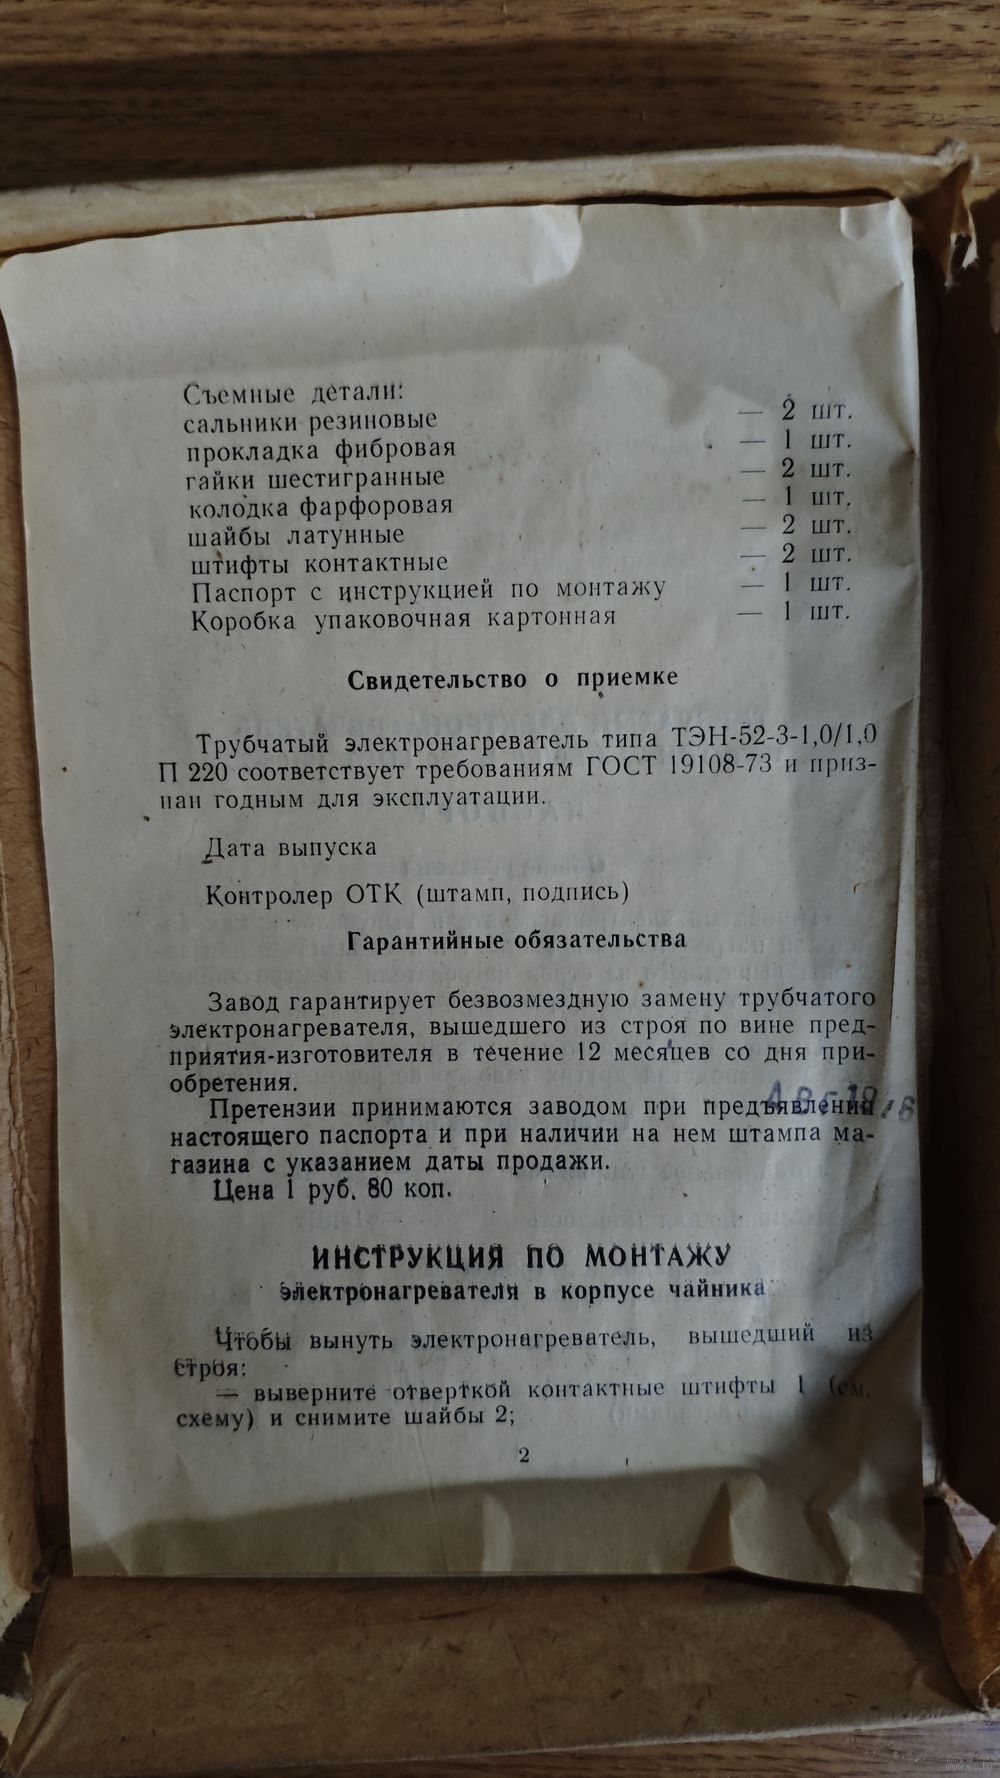 Съемные детали:
сальники резиновые — 2 шт.
прокладка фибровая — 1 шт.
гайки шестигранные — 2 шт.
колодка фарфоровая — 1 шт.
шайбы латунные — 2 шт.
штифты контактные — 2 шт.
Паспорт с инструкцией по монтажу — 1 шт.
Коробка упаковочная картонная — 1 шт.
Свидетельство о приемке
Трубчатый электронагреватель типа ТЭН-52-3-1,0/1,0
П 220 соответствует требованиям ГОСТ 19108-73 и приз-
нан годным для эксплуатации.
Дата выпуска
Контролер ОТК (штамп, подпись)
Гарантийные обязательства
Завод гарантирует безвозмездную замену трубчатого
электронагревателя, вышедшего из строя по вине пред-
приятия-изготовителя в течение 12 месяцев со дня при-
обретения.
Претензии принимаются заводом при предъявлении
настоящего паспорта и при наличии на нем штампа ма-
газина с указанием даты продажи.
Цена 1 руб. 80 коп.
ИНСТРУКЦИЯ ПО МОНТАЖУ
электронагревателя в корпусе чайника
Чтобы вынуть электронагреватель, вышедший из
строя:
— выверните отверткой контактные штифты 1 (см.
схему) и снимите шайбы 2;
2